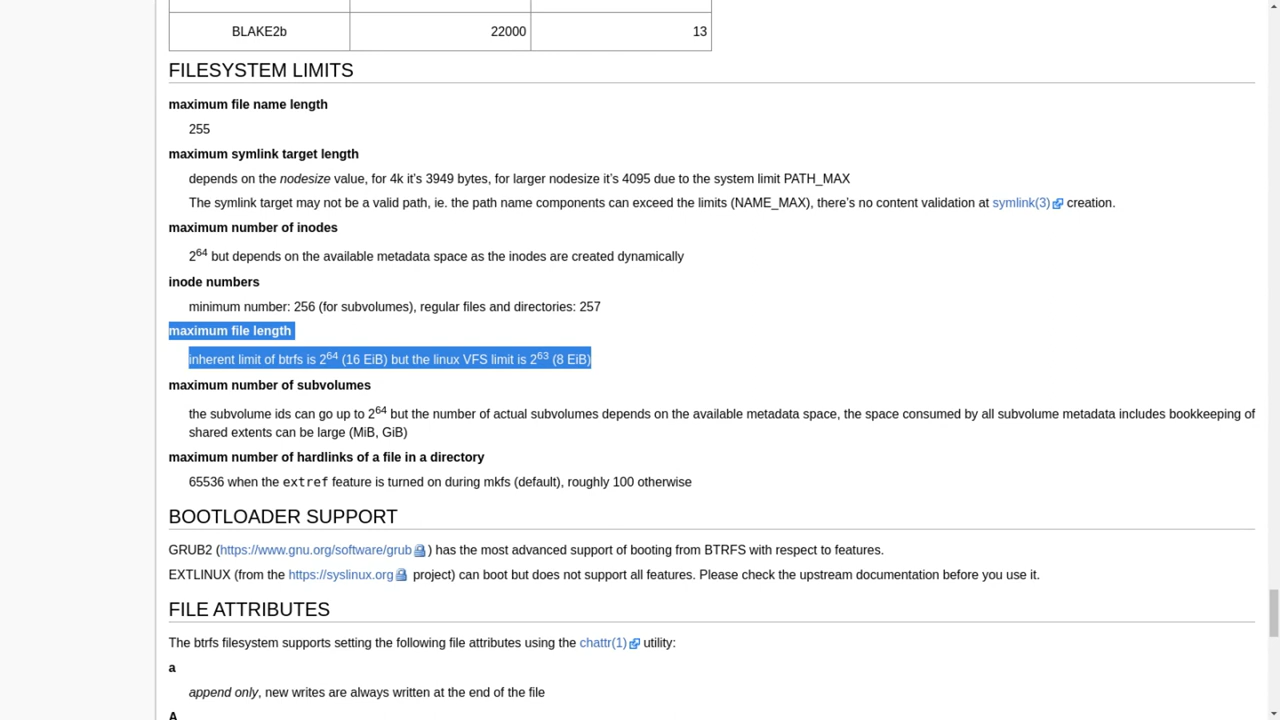 BLAKE2b 22000 13
FILESYSTEM LIMITS
maximum file name length
255
maximum symlink target length
depends on the nodesize value, for 4k it's 3949 bytes, for larger nodesize it’s 4095 due to the system limit PATH_MAX
The symlink target may not be a valid path, ie. the path name components can exceed the limits (NAME_MAX), there’s no content validation at symlink(3) creation.
maximum number of inodes
2^64 but depends on the available metadata space as the inodes are created dynamically
inode numbers
minimum number: 256 (for subvolumes), regular files and directories: 257
maximum file length
inherent limit of btrfs is 2^64 (16 EiB) but the linux VFS limit is 2^63 (8 EiB)
maximum number of subvolumes
the subvolume ids can go up to 2^64 but the number of actual subvolumes depends on the available metadata space, the space consumed by all subvolume metadata includes bookkeeping of
shared extents can be large (MiB, GiB)
maximum number of hardlinks of a file in a directory
65536 when the extref feature is turned on during mkfs (default), roughly 100 otherwise
BOOTLOADER SUPPORT
GRUB2 (https://www.gnu.org/software/grub ) has the most advanced support of booting from BTRFS with respect to features.
EXTLINUX (from the https://syslinux.org project) can boot but does not support all features. Please check the upstream documentation before you use it.
FILE ATTRIBUTES
The btrfs filesystem supports setting the following file attributes using the chattr(1) utility:
a
append only, new writes are always written at the end of the file
A